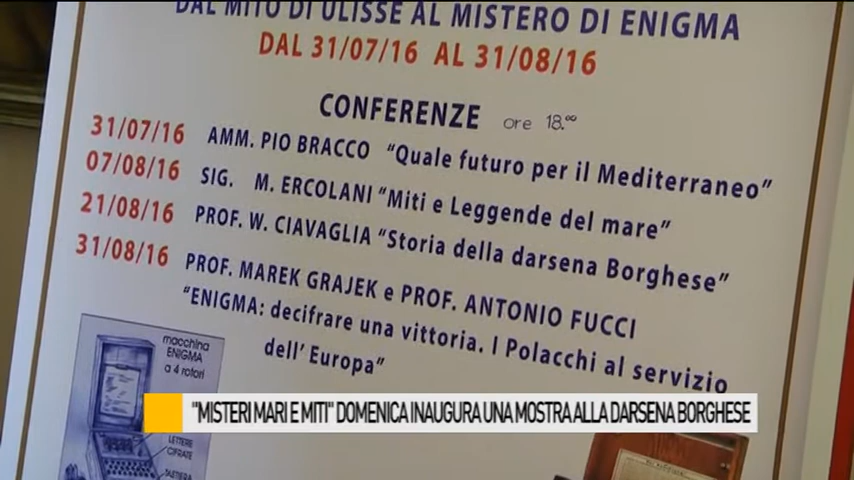 DAL MITO DI ULISSE AL MISTERO DI ENIGMA
DAL 31/07/16 AL 31/08/16
CONFERENZE ore 18.00
31/07/16 AMM. PIO BRACCO "Quale futuro per il Mediterraneo"
07/08/16 SIG. M. ERCOLANI "Miti e Leggende del mare"
21/08/16 PROF. W. CIAVAGLIA "Storia della darsena Borghese"
31/08/16 PROF. MAREK GRAJEK e PROF. ANTONIO FUCCI
"ENIGMA: decifrare una vittoria. I Polacchi al servizio
dell' Europa"
macchina
ENIGMA
a 4 rotori
"MISTERI MARI E MITI" DOMENICA INAUGURA UNA MOSTRA ALLA DARSENA BORGHESE
LETTERE
CIFRATE
TASTIERA